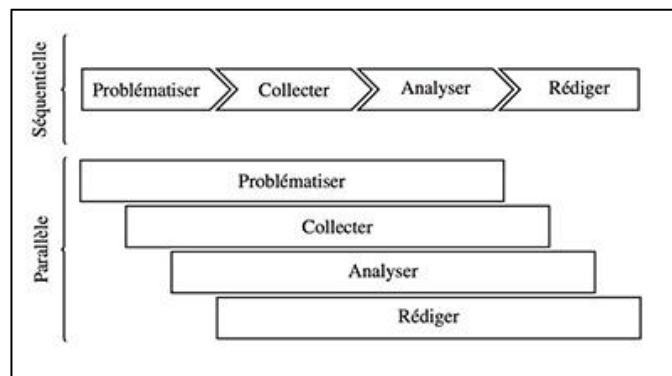 Séquentielle
Problématiser
Collecter
Analyser
Rédiger
Parallèle
Problématiser
Collecter
Analyser
Rédiger